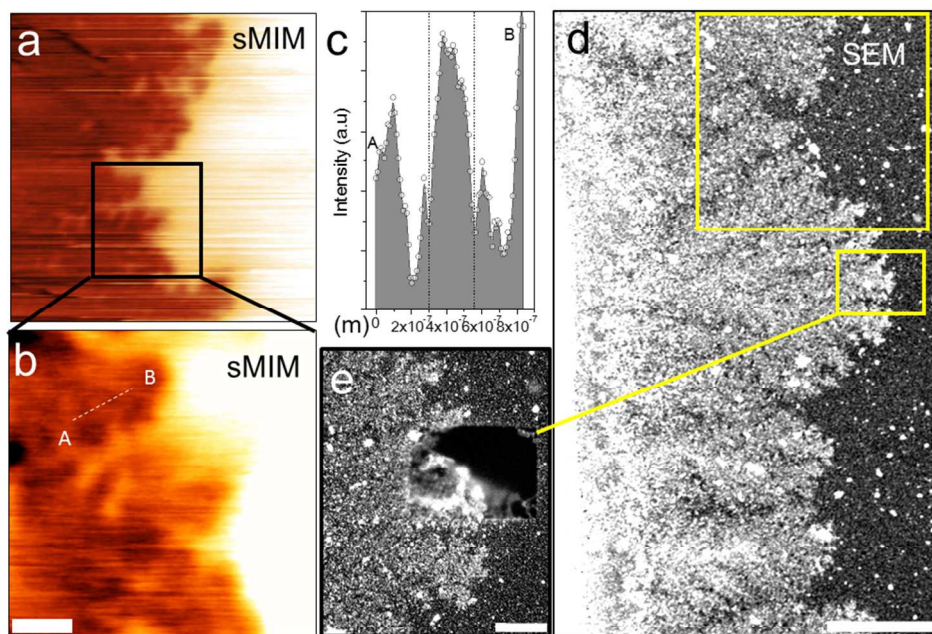 a
sMIM
b
sMIM
A
B
c
A
B
Intensity (a.u)
(m)
0
2x10-7
4x10-7
6x10-7
8x10-7
d
SEM
e